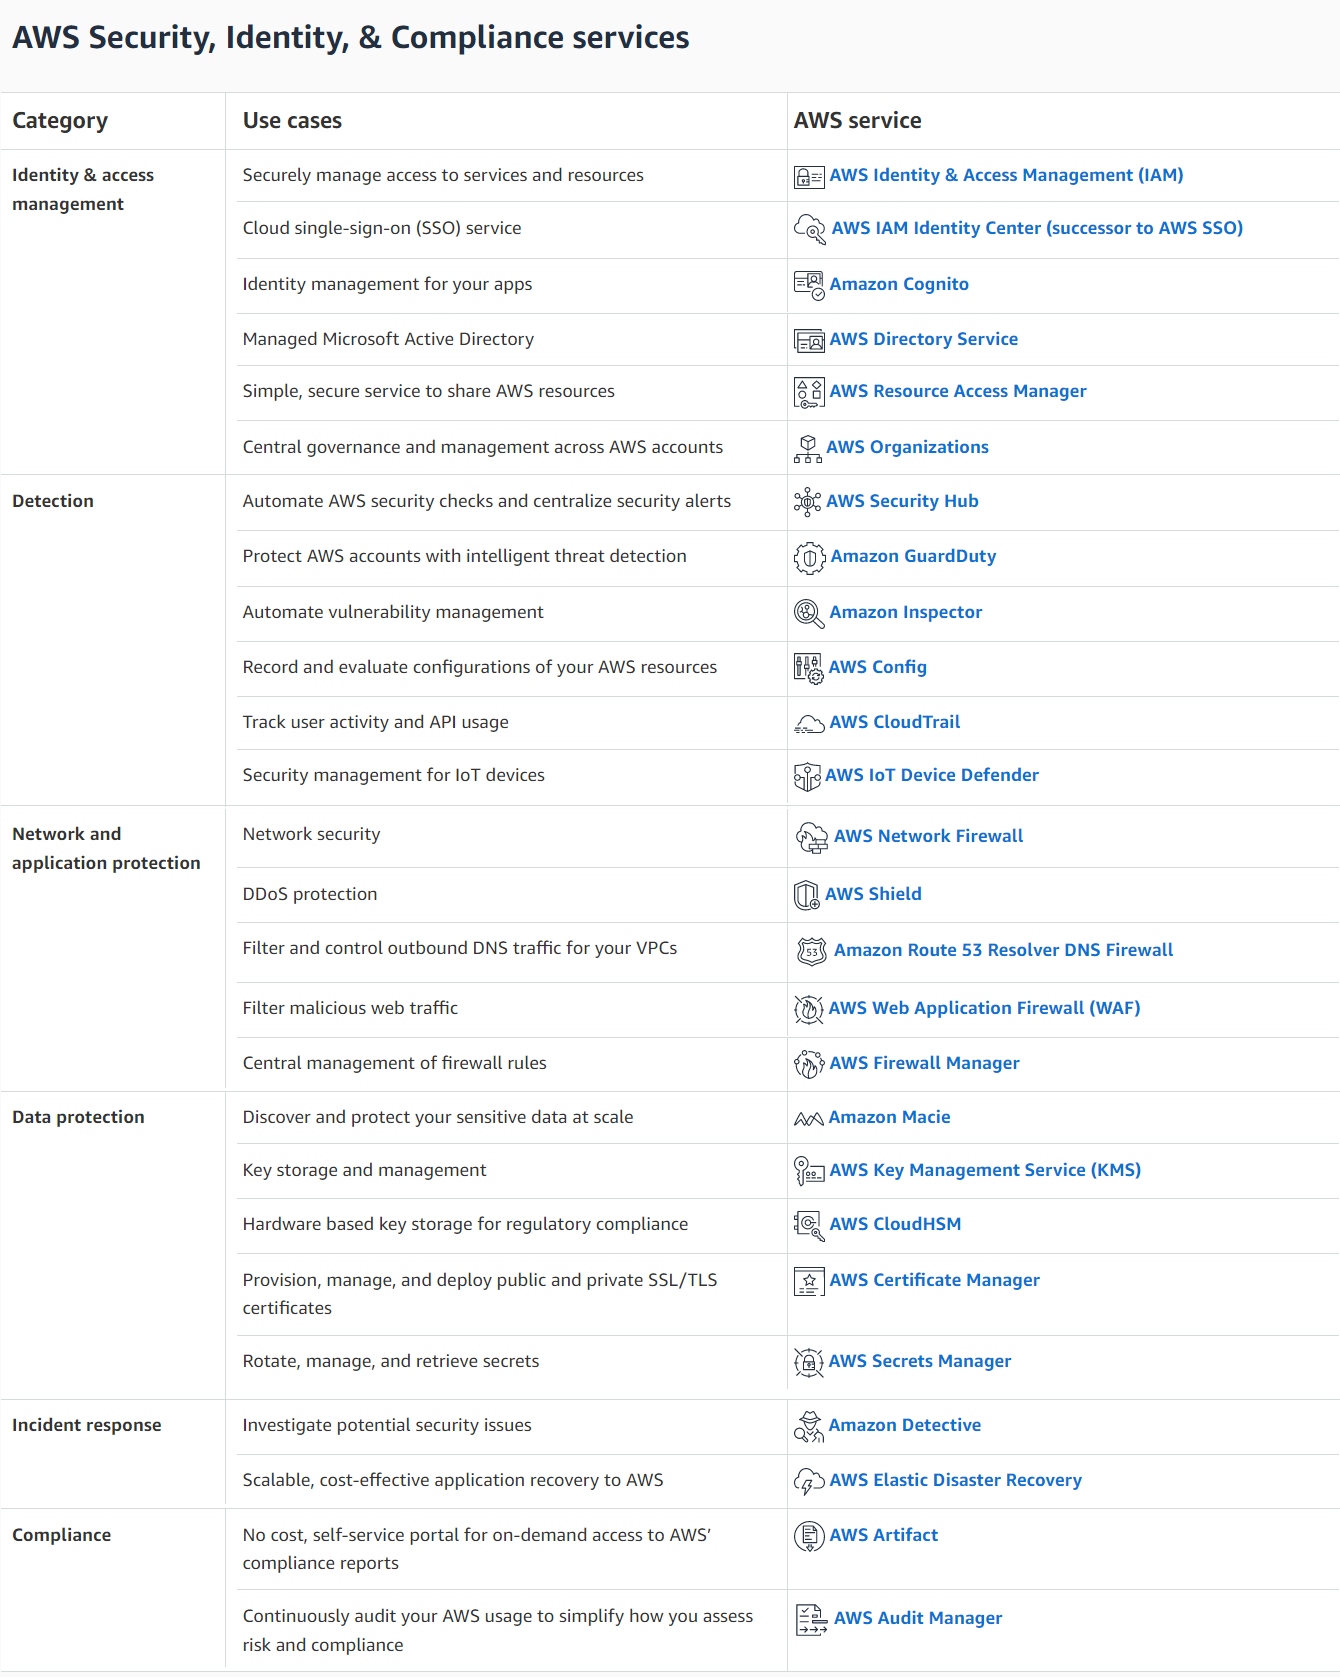 AWS Security, Identity, & Compliance services
Category Use cases AWS service
Identity & access
management
Securely manage access to services and resources AWS Identity & Access Management (IAM)
Cloud single-sign-on (SSO) service AWS IAM Identity Center (successor to AWS SSO)
Identity management for your apps Amazon Cognito
Managed Microsoft Active Directory AWS Directory Service
Simple, secure service to share AWS resources AWS Resource Access Manager
Central governance and management across AWS accounts AWS Organizations
Detection Automate AWS security checks and centralize security alerts AWS Security Hub
Protect AWS accounts with intelligent threat detection Amazon GuardDuty
Automate vulnerability management Amazon Inspector
Record and evaluate configurations of your AWS resources AWS Config
Track user activity and API usage AWS CloudTrail
Security management for IoT devices AWS IoT Device Defender
Network and
application protection
Network security AWS Network Firewall
DDoS protection AWS Shield
Filter and control outbound DNS traffic for your VPCs 53 Amazon Route 53 Resolver DNS Firewall
Filter malicious web traffic AWS Web Application Firewall (WAF)
Central management of firewall rules AWS Firewall Manager
Data protection Discover and protect your sensitive data at scale Amazon Macie
Key storage and management AWS Key Management Service (KMS)
Hardware based key storage for regulatory compliance AWS CloudHSM
Provision, manage, and deploy public and private SSL/TLS
certificates
AWS Certificate Manager
Rotate, manage, and retrieve secrets AWS Secrets Manager
Incident response Investigate potential security issues Amazon Detective
Scalable, cost-effective application recovery to AWS AWS Elastic Disaster Recovery
Compliance No cost, self-service portal for on-demand access to AWS’
compliance reports
AWS Artifact
Continuously audit your AWS usage to simplify how you assess
risk and compliance
AWS Audit Manager